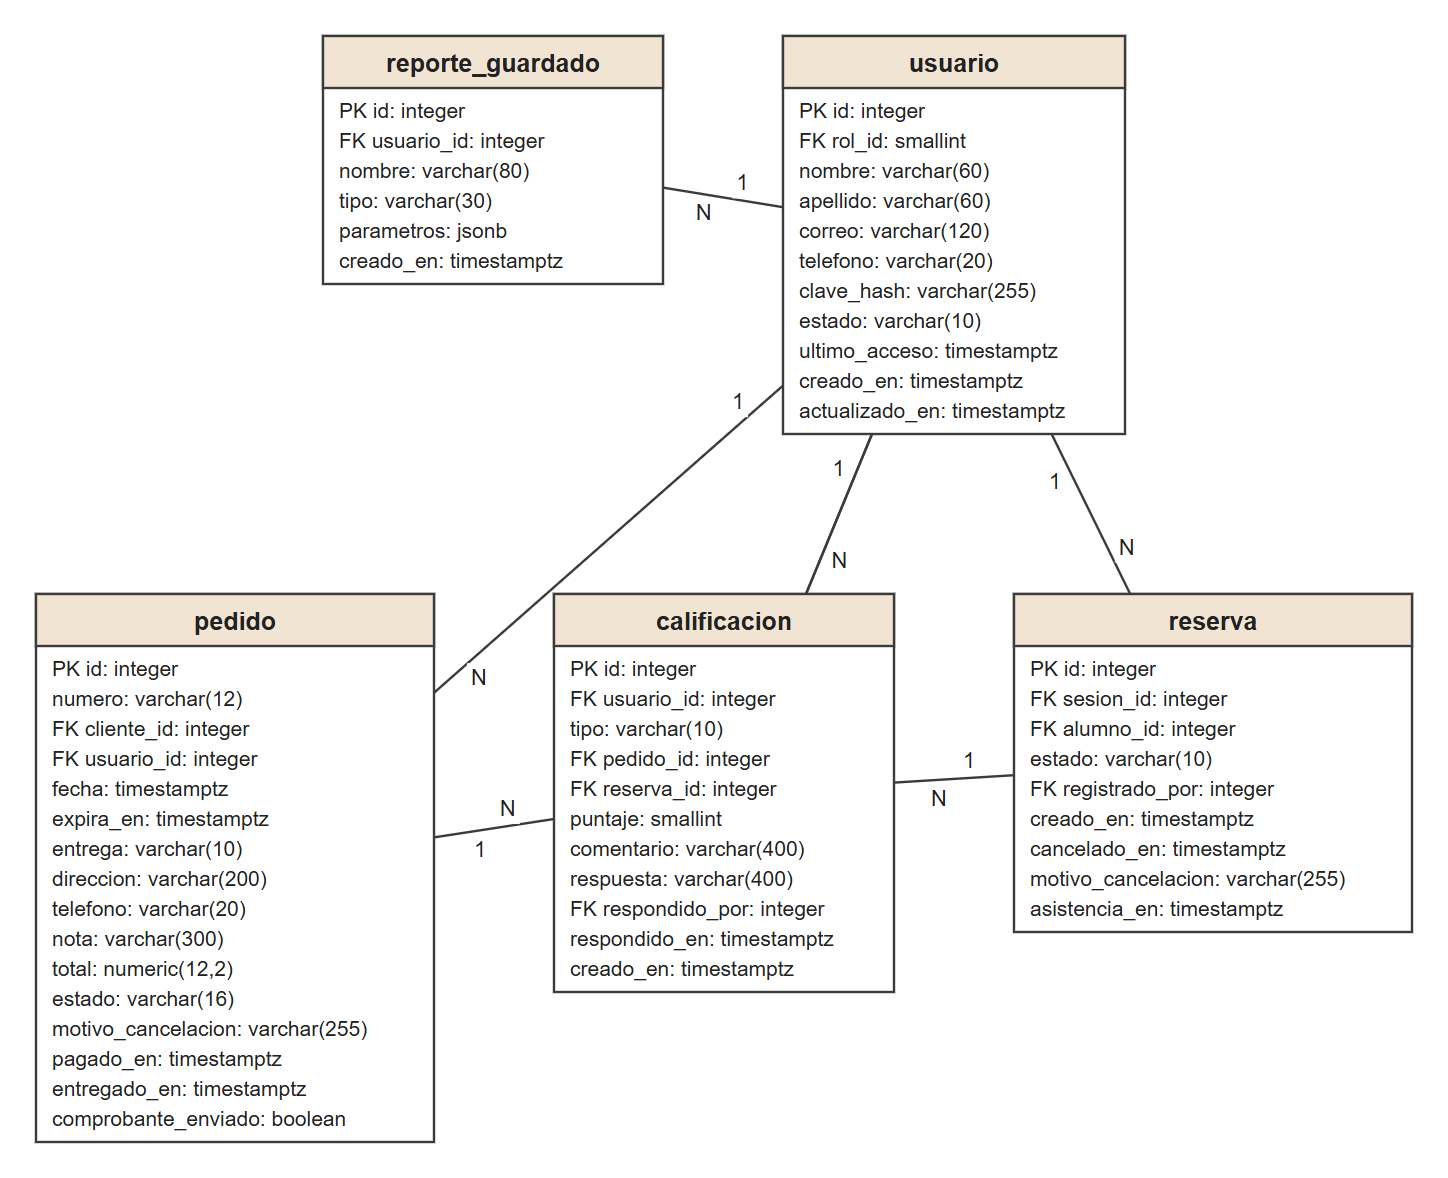 reporte_guardado
PK id: integer
FK usuario_id: integer
nombre: varchar(80)
tipo: varchar(30)
parametros: jsonb
creado_en: timestamptz
usuario
PK id: integer
FK rol_id: smallint
nombre: varchar(60)
apellido: varchar(60)
correo: varchar(120)
telefono: varchar(20)
clave_hash: varchar(255)
estado: varchar(10)
ultimo_acceso: timestamptz
creado_en: timestamptz
actualizado_en: timestamptz
1
N
1
N
1
N
1
N
pedido
PK id: integer
numero: varchar(12)
FK cliente_id: integer
FK usuario_id: integer
fecha: timestamptz
expira_en: timestamptz
entrega: varchar(10)
direccion: varchar(200)
telefono: varchar(20)
nota: varchar(300)
total: numeric(12,2)
estado: varchar(16)
motivo_cancelacion: varchar(255)
pagado_en: timestamptz
entregado_en: timestamptz
comprobante_enviado: boolean
N
1
calificacion
PK id: integer
FK usuario_id: integer
tipo: varchar(10)
FK pedido_id: integer
FK reserva_id: integer
puntaje: smallint
comentario: varchar(400)
respuesta: varchar(400)
FK respondido_por: integer
respondido_en: timestamptz
creado_en: timestamptz
1
N
reserva
PK id: integer
FK sesion_id: integer
FK alumno_id: integer
estado: varchar(10)
FK registrado_por: integer
creado_en: timestamptz
cancelado_en: timestamptz
motivo_cancelacion: varchar(255)
asistencia_en: timestamptz